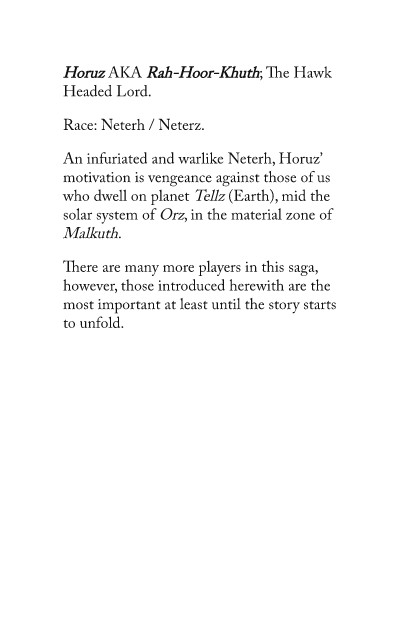 Horuz AKA Rah-Hoor-Khuth; The Hawk
Headed Lord.
Race: Neterh / Neterz.
An infuriated and warlike Neterh, Horuz'
motivation is vengeance against those of us
who dwell on planet Tellz (Earth), mid the
solar system of Orz, in the material zone of
Malkuth.
There are many more players in this saga,
however, those introduced herewith are the
most important at least until the story starts
to unfold.